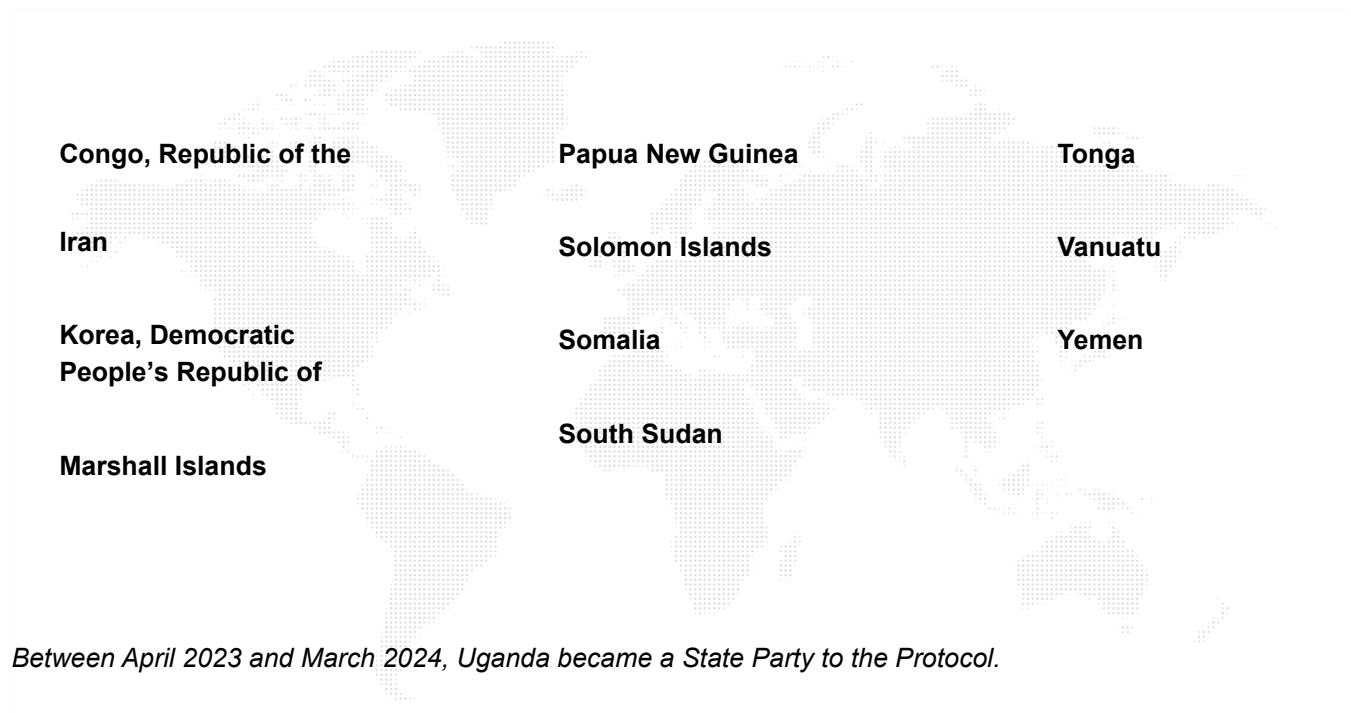 Congo, Republic of the
Iran
Korea, Democratic
People’s Republic of
Marshall Islands
Papua New Guinea
Solomon Islands
Somalia
South Sudan
Tonga
Vanuatu
Yemen
Between April 2023 and March 2024, Uganda became a State Party to the Protocol.